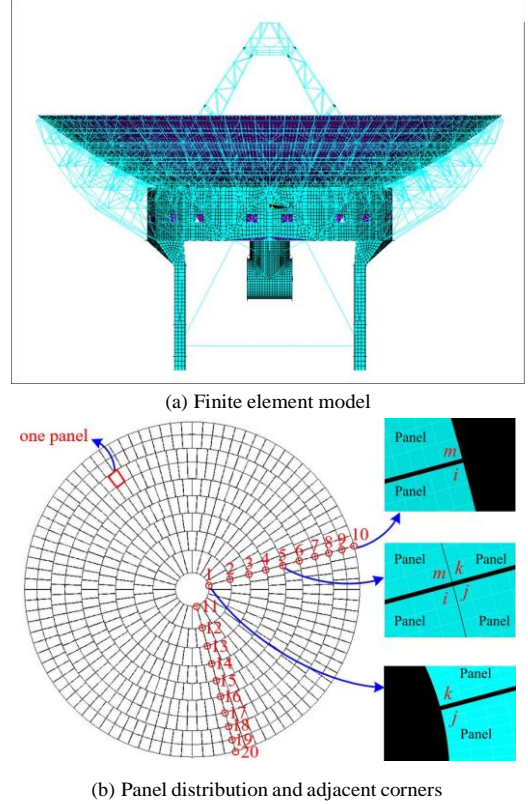 (a) Finite element model
one panel
1
2
3
4
5
6
7
8
9
10
11
12
13
14
15
16
17
18
19
20
Panel
m
i
Panel
Panel
m
k
Panel
i
j
Panel
Panel
k
Panel
j
Panel
(b) Panel distribution and adjacent corners